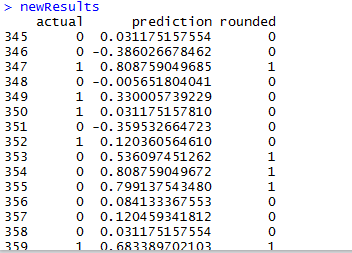 > newResults
actual prediction rounded
345 0 0.031175157554 0
346 0 -0.386026678462 0
347 1 0.808759049685 1
348 0 -0.005651804041 0
349 1 0.330005739229 0
350 1 0.031175157810 0
351 0 -0.359532664723 0
352 1 0.120360564610 0
353 0 0.536097451262 1
354 0 0.808759049672 1
355 0 0.799137543480 1
356 0 0.084133367553 0
357 0 0.120459341812 0
358 0 0.031175157554 0
359 1 0.683389702103 1